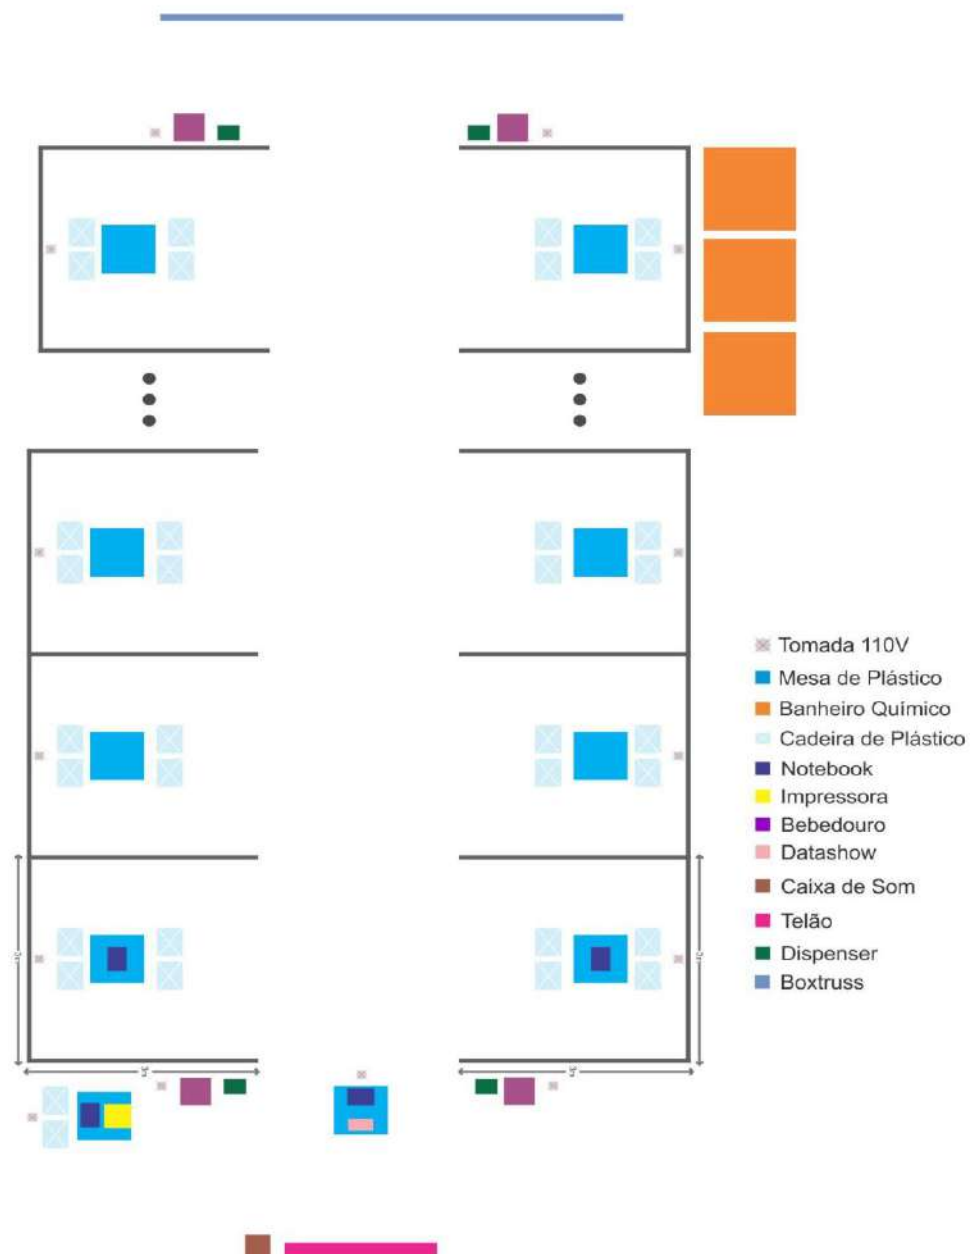 Tomada 110V
Mesa de Plástico
Banheiro Químico
Cadeira de Plástico
Notebook
Impressora
Bebedouro
Datashow
Caixa de Som
Telão
Dispenser
Boxtruss